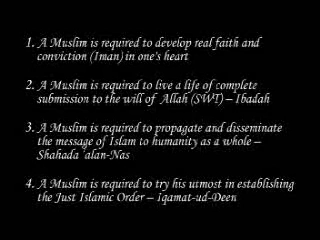 1. A Muslim is required to develop real faith and
conviction (Iman) in one's heart
2. A Muslim is required to live a life of complete
submission to the will of Allah (SWT) – Ibadah
3. A Muslim is required to propagate and disseminate
the message of Islam to humanity as a whole –
Shahada 'alan-Nas
4. A Muslim is required to try his utmost in establishing
the Just Islamic Order – Iqamat-ud-Deen